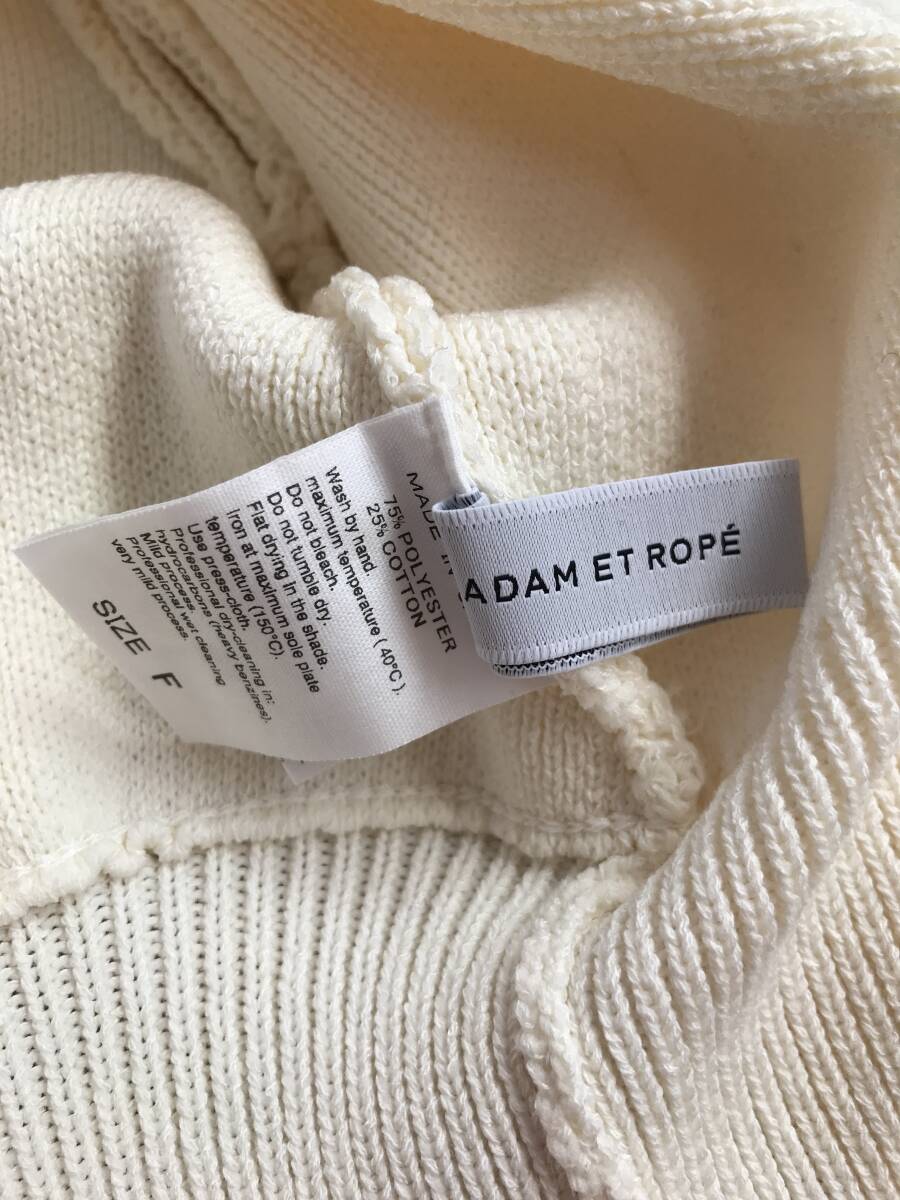 ADAM ET ROPÉ
MADE IN
75% POLYESTER
25% COTTON
Wash by hand.
maximum temperature ( 40°C ).
Do not bleach.
Do not tumble dry.
Flat drying in the shade.
Iron at maximum sole plate
temperature (150°C).
Use press-cloth.
Professional dry-cleaning in:
hydrocarbons (heavy benzines).
Mild process.
Professional wet cleaning
very mild process.
SIZE F